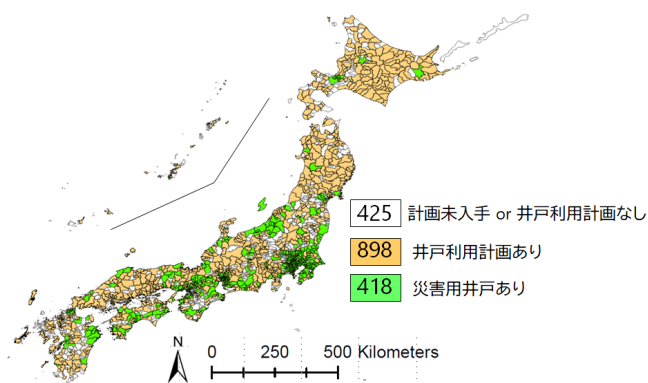 425 計画未入手 or 井戸利用計画なし
898 井戸利用計画あり
418 災害用井戸あり
N
0 250 500 Kilometers